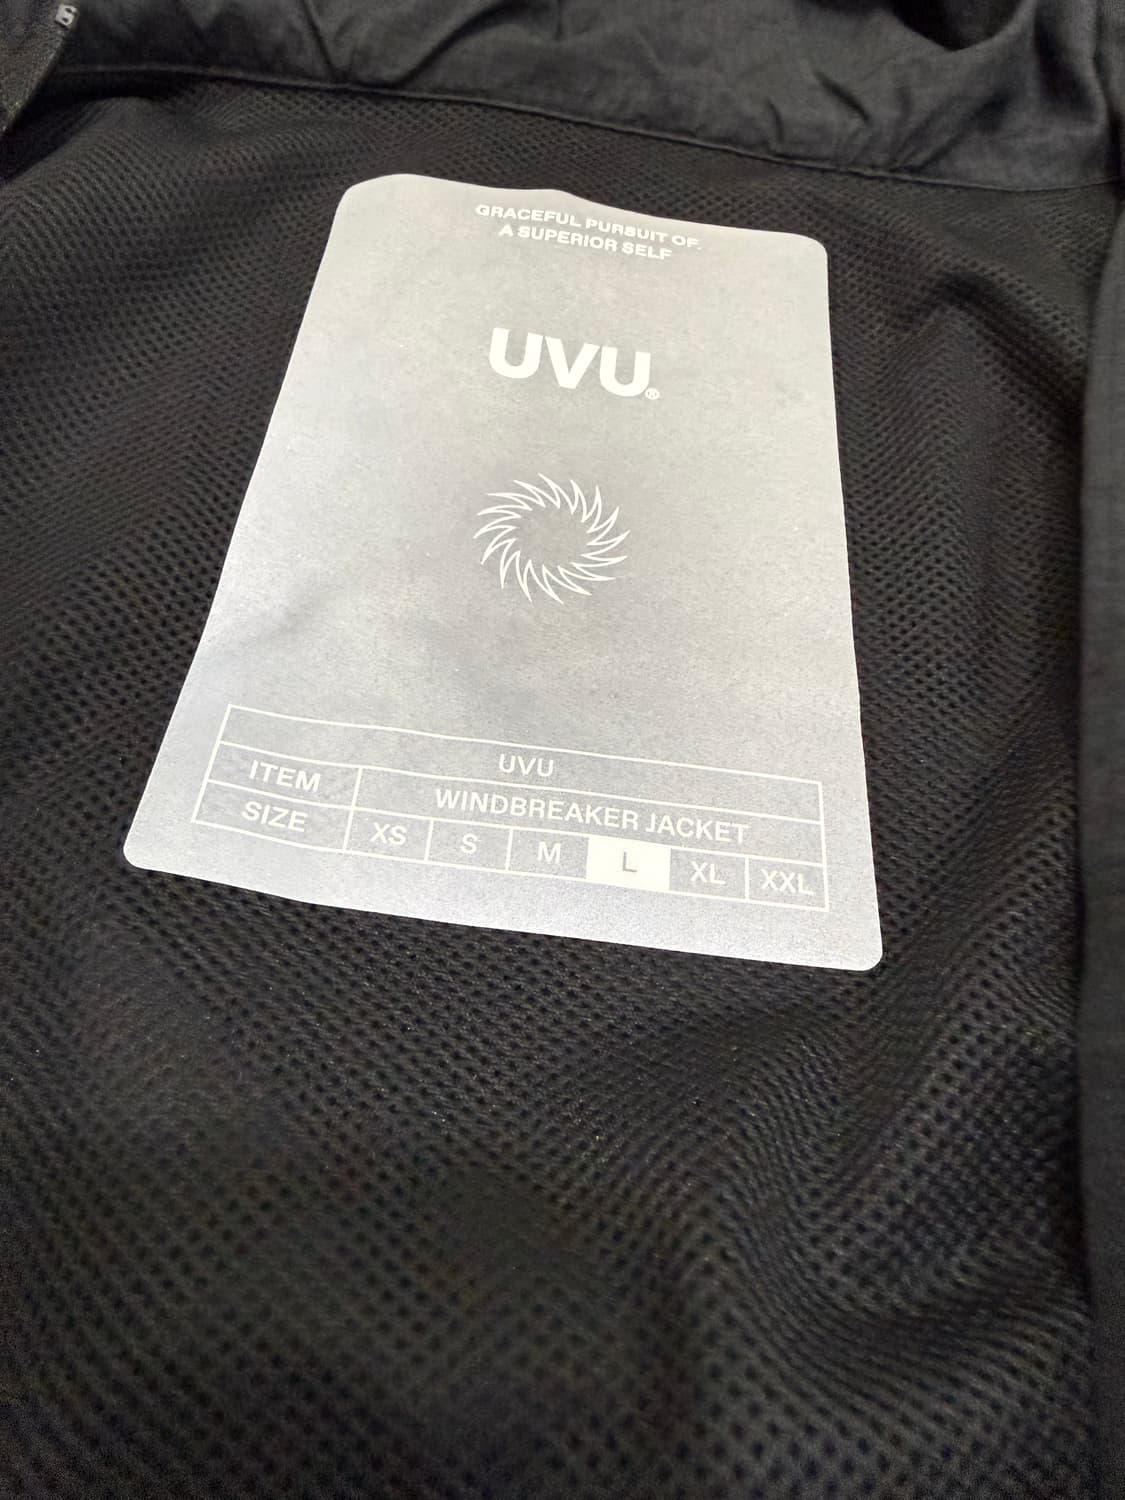 GRACEFUL PURSUIT OF.
A SUPERIOR SELF
UVU®
UVU
ITEM WINDBREAKER JACKET
SIZE XS S M L XL XXL